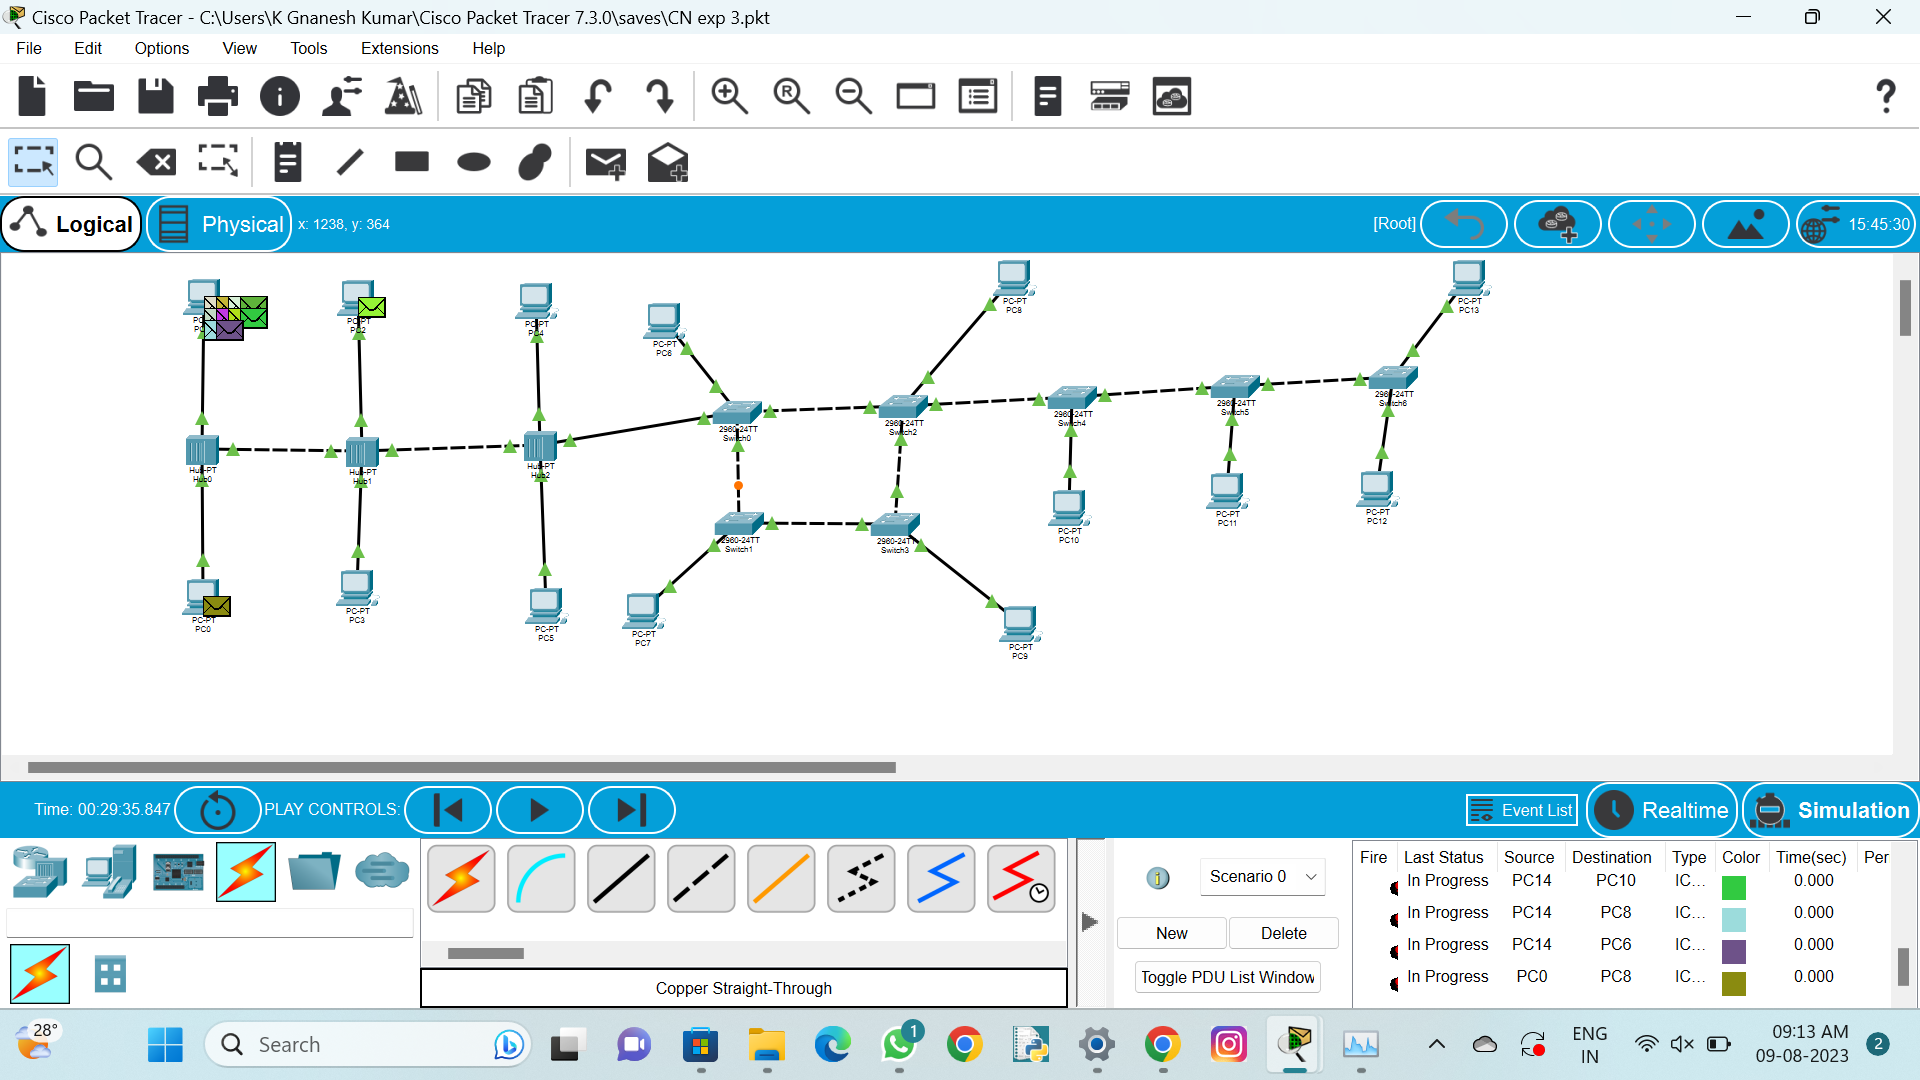 Cisco Packet Tracer - C:\Users\K Gnanesh Kumar\Cisco Packet Tracer 7.3.0\saves\CN exp 3.pkt
File Edit Options View Tools Extensions Help
Logical Physical x: 1238, y: 364 [Root] 15:45:30
PC-PT
PC2
PC-PT
PC4
PC-PT
PC6
PC-PT
PC8
PC-PT
PC13
2960-24TT
Switch0
2960-24TT
Switch2
2960-24TT
Switch4
2960-24TT
Switch5
2960-24TT
Switch6
Hub-PT
Hub0
Hub-PT
Hub1
Hub-PT
Hub2
2960-24TT
Switch1
2960-24TT
Switch3
PC-PT
PC10
PC-PT
PC11
PC-PT
PC12
PC-PT
PC0
PC-PT
PC3
PC-PT
PC5
PC-PT
PC7
PC-PT
PC9
Time: 00:29:35.847 PLAY CONTROLS: Event List Realtime Simulation
Scenario 0
New Delete
Toggle PDU List Window
Copper Straight-Through
Fire Last Status Source Destination Type Color Time(sec) Per
In Progress PC14 PC10 IC... 0.000
In Progress PC14 PC8 IC... 0.000
In Progress PC14 PC6 IC... 0.000
In Progress PC0 PC8 IC... 0.000
28° Search 1 ENG
IN 09:13 AM
09-08-2023 2